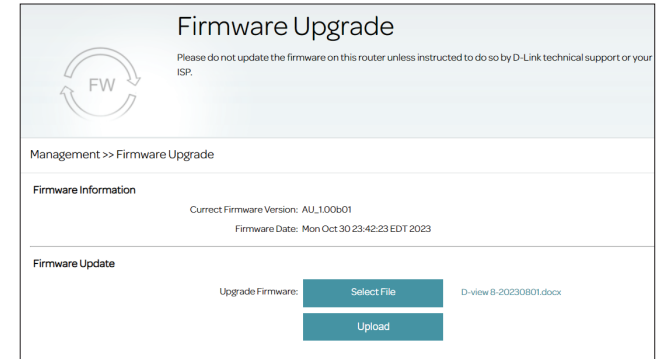 Firmware Upgrade
Please do not update the firmware on this router unless instructed to do so by D-Link technical support or your
ISP.
FW
Management >> Firmware Upgrade
Firmware Information
Currect Firmware Version: AU_1.00b01
Firmware Date: Mon Oct 30 23:42:23 EDT 2023
Firmware Update
Upgrade Firmware: Select File D-view 8-20230801.docx
Upload